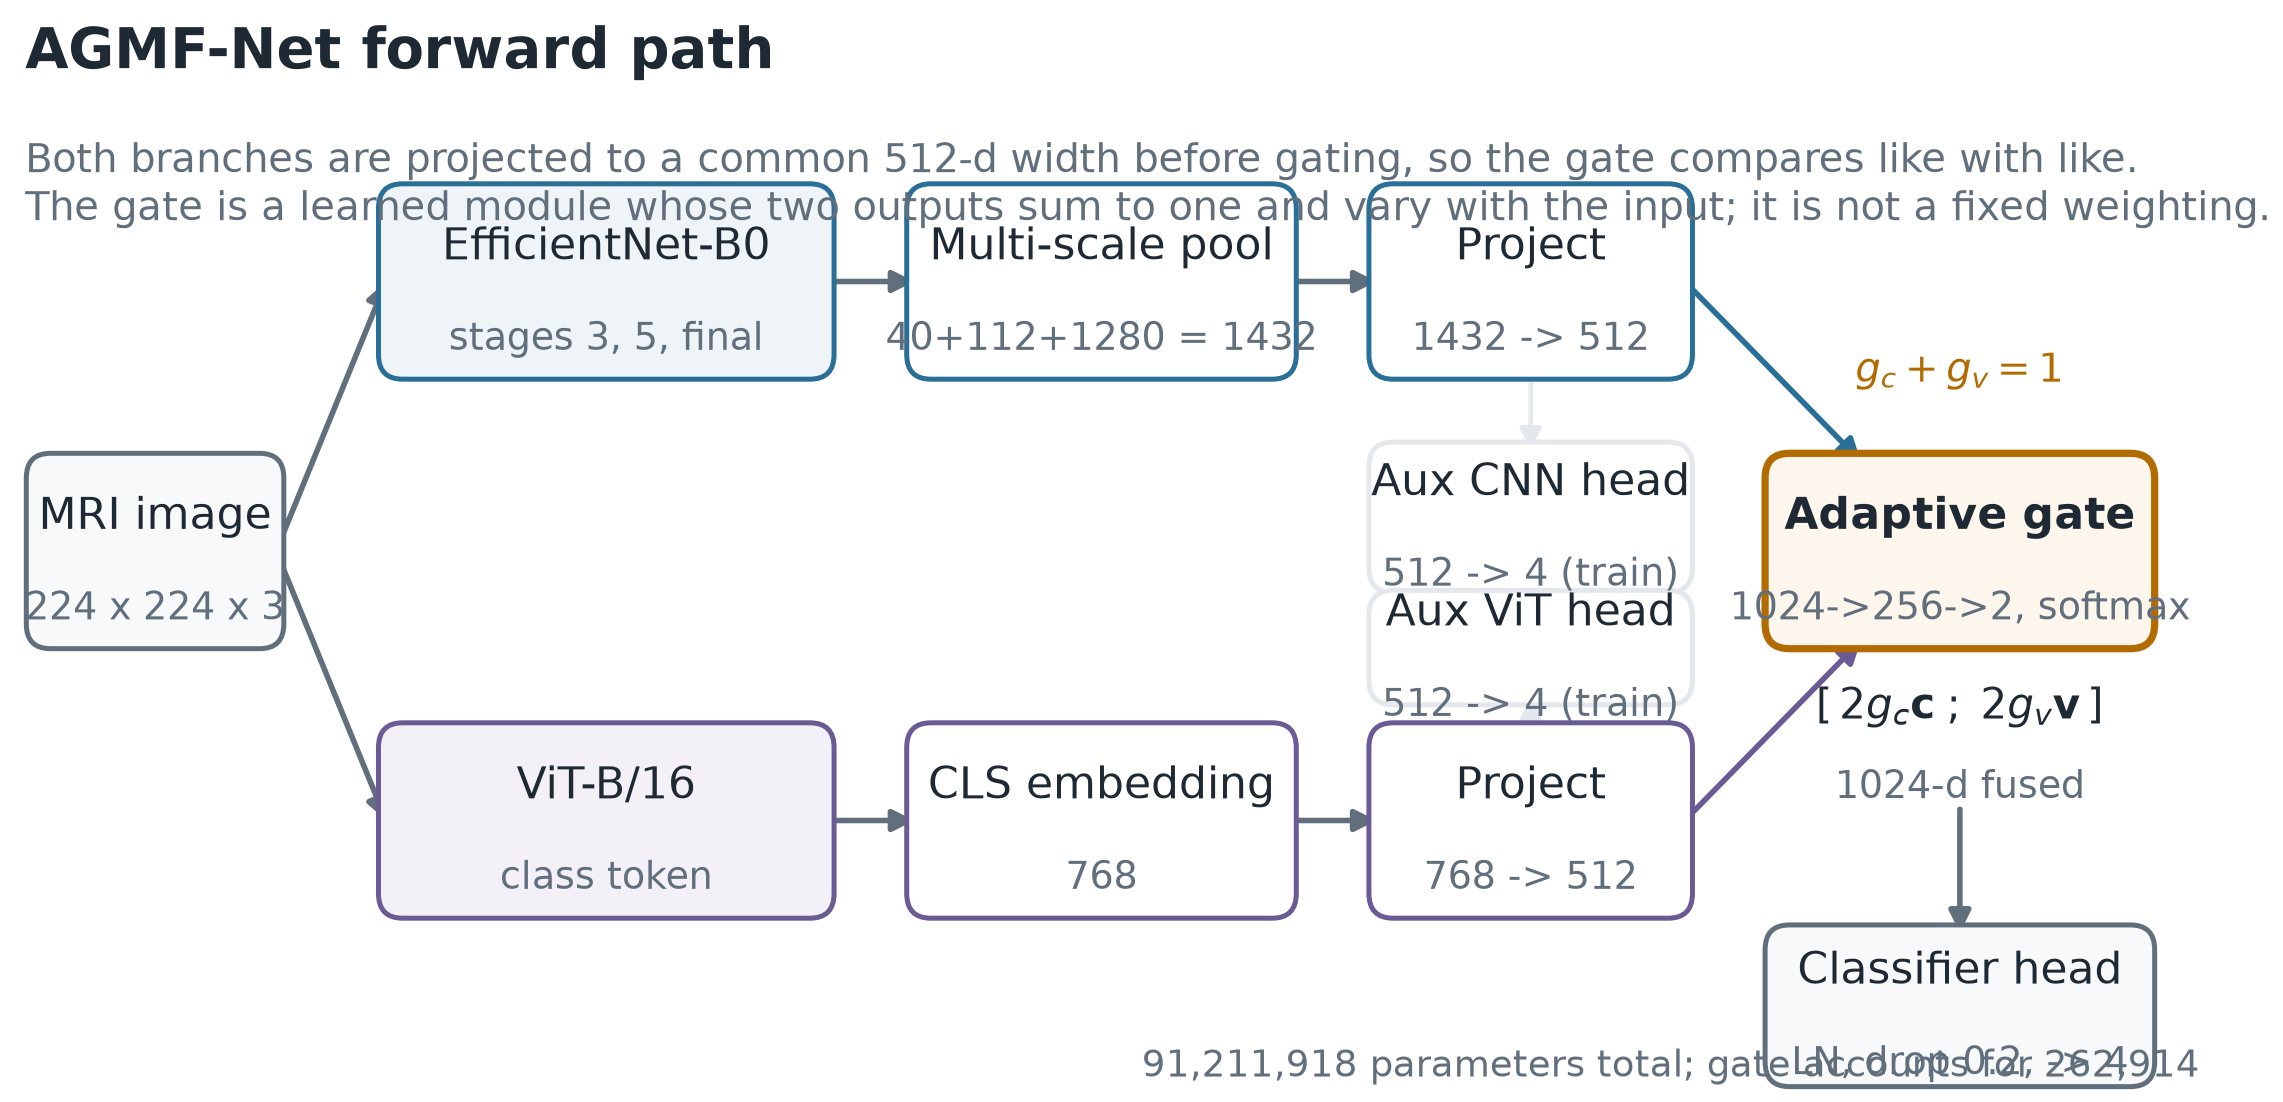 AGMF-Net forward path
Both branches are projected to a common 512-d width before gating, so the gate compares like with like.
The gate is a learned module whose two outputs sum to one and vary with the input; it is not a fixed weighting.
EfficientNet-B0
stages 3, 5, final
Multi-scale pool
40+112+1280 = 1432
Project
1432 -> 512
g_c + g_v = 1
MRI image
224 x 224 x 3
Aux CNN head
512 -> 4 (train)
Aux ViT head
512 -> 4 (train)
Adaptive gate
1024->256->2, softmax
[ 2g_c c ; 2g_v v ]
1024-d fused
ViT-B/16
class token
CLS embedding
768
Project
768 -> 512
Classifier head
LN, drop 0.2, -> 4
91,211,918 parameters total; gate accounts for 262,914